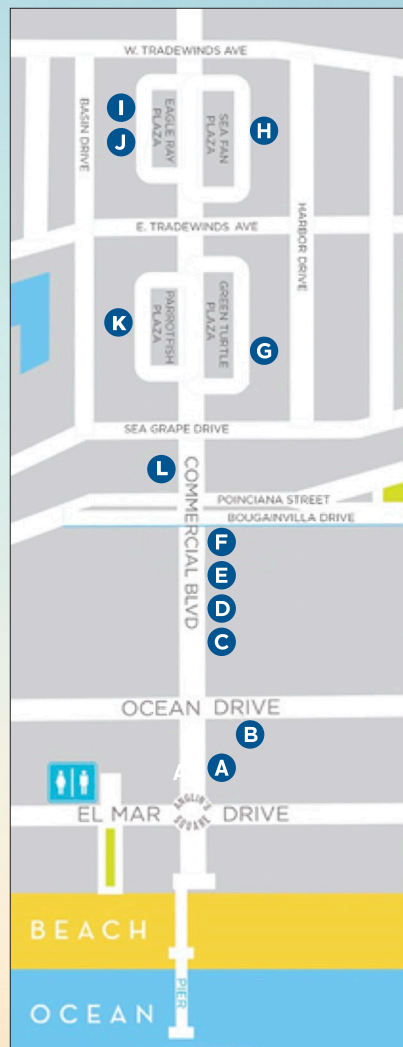 W. TRADEWINDS AVE
I
EAGLE RAY
PLAZA
SEA FAN
PLAZA
H
J
BASIN DRIVE
HARBOR DRIVE
E. TRADEWINDS AVE
PARROTFISH
PLAZA
GREEN TURTLE
PLAZA
K
G
SEA GRAPE DRIVE
L
COMMERCIAL BLVD
POINCIANA STREET
BOUGAINVILLA DRIVE
F
E
D
C
OCEAN DRIVE
B
A
A
ANGLIN'S
SQUARE
EL MAR DRIVE
BEACH
PIER
OCEAN